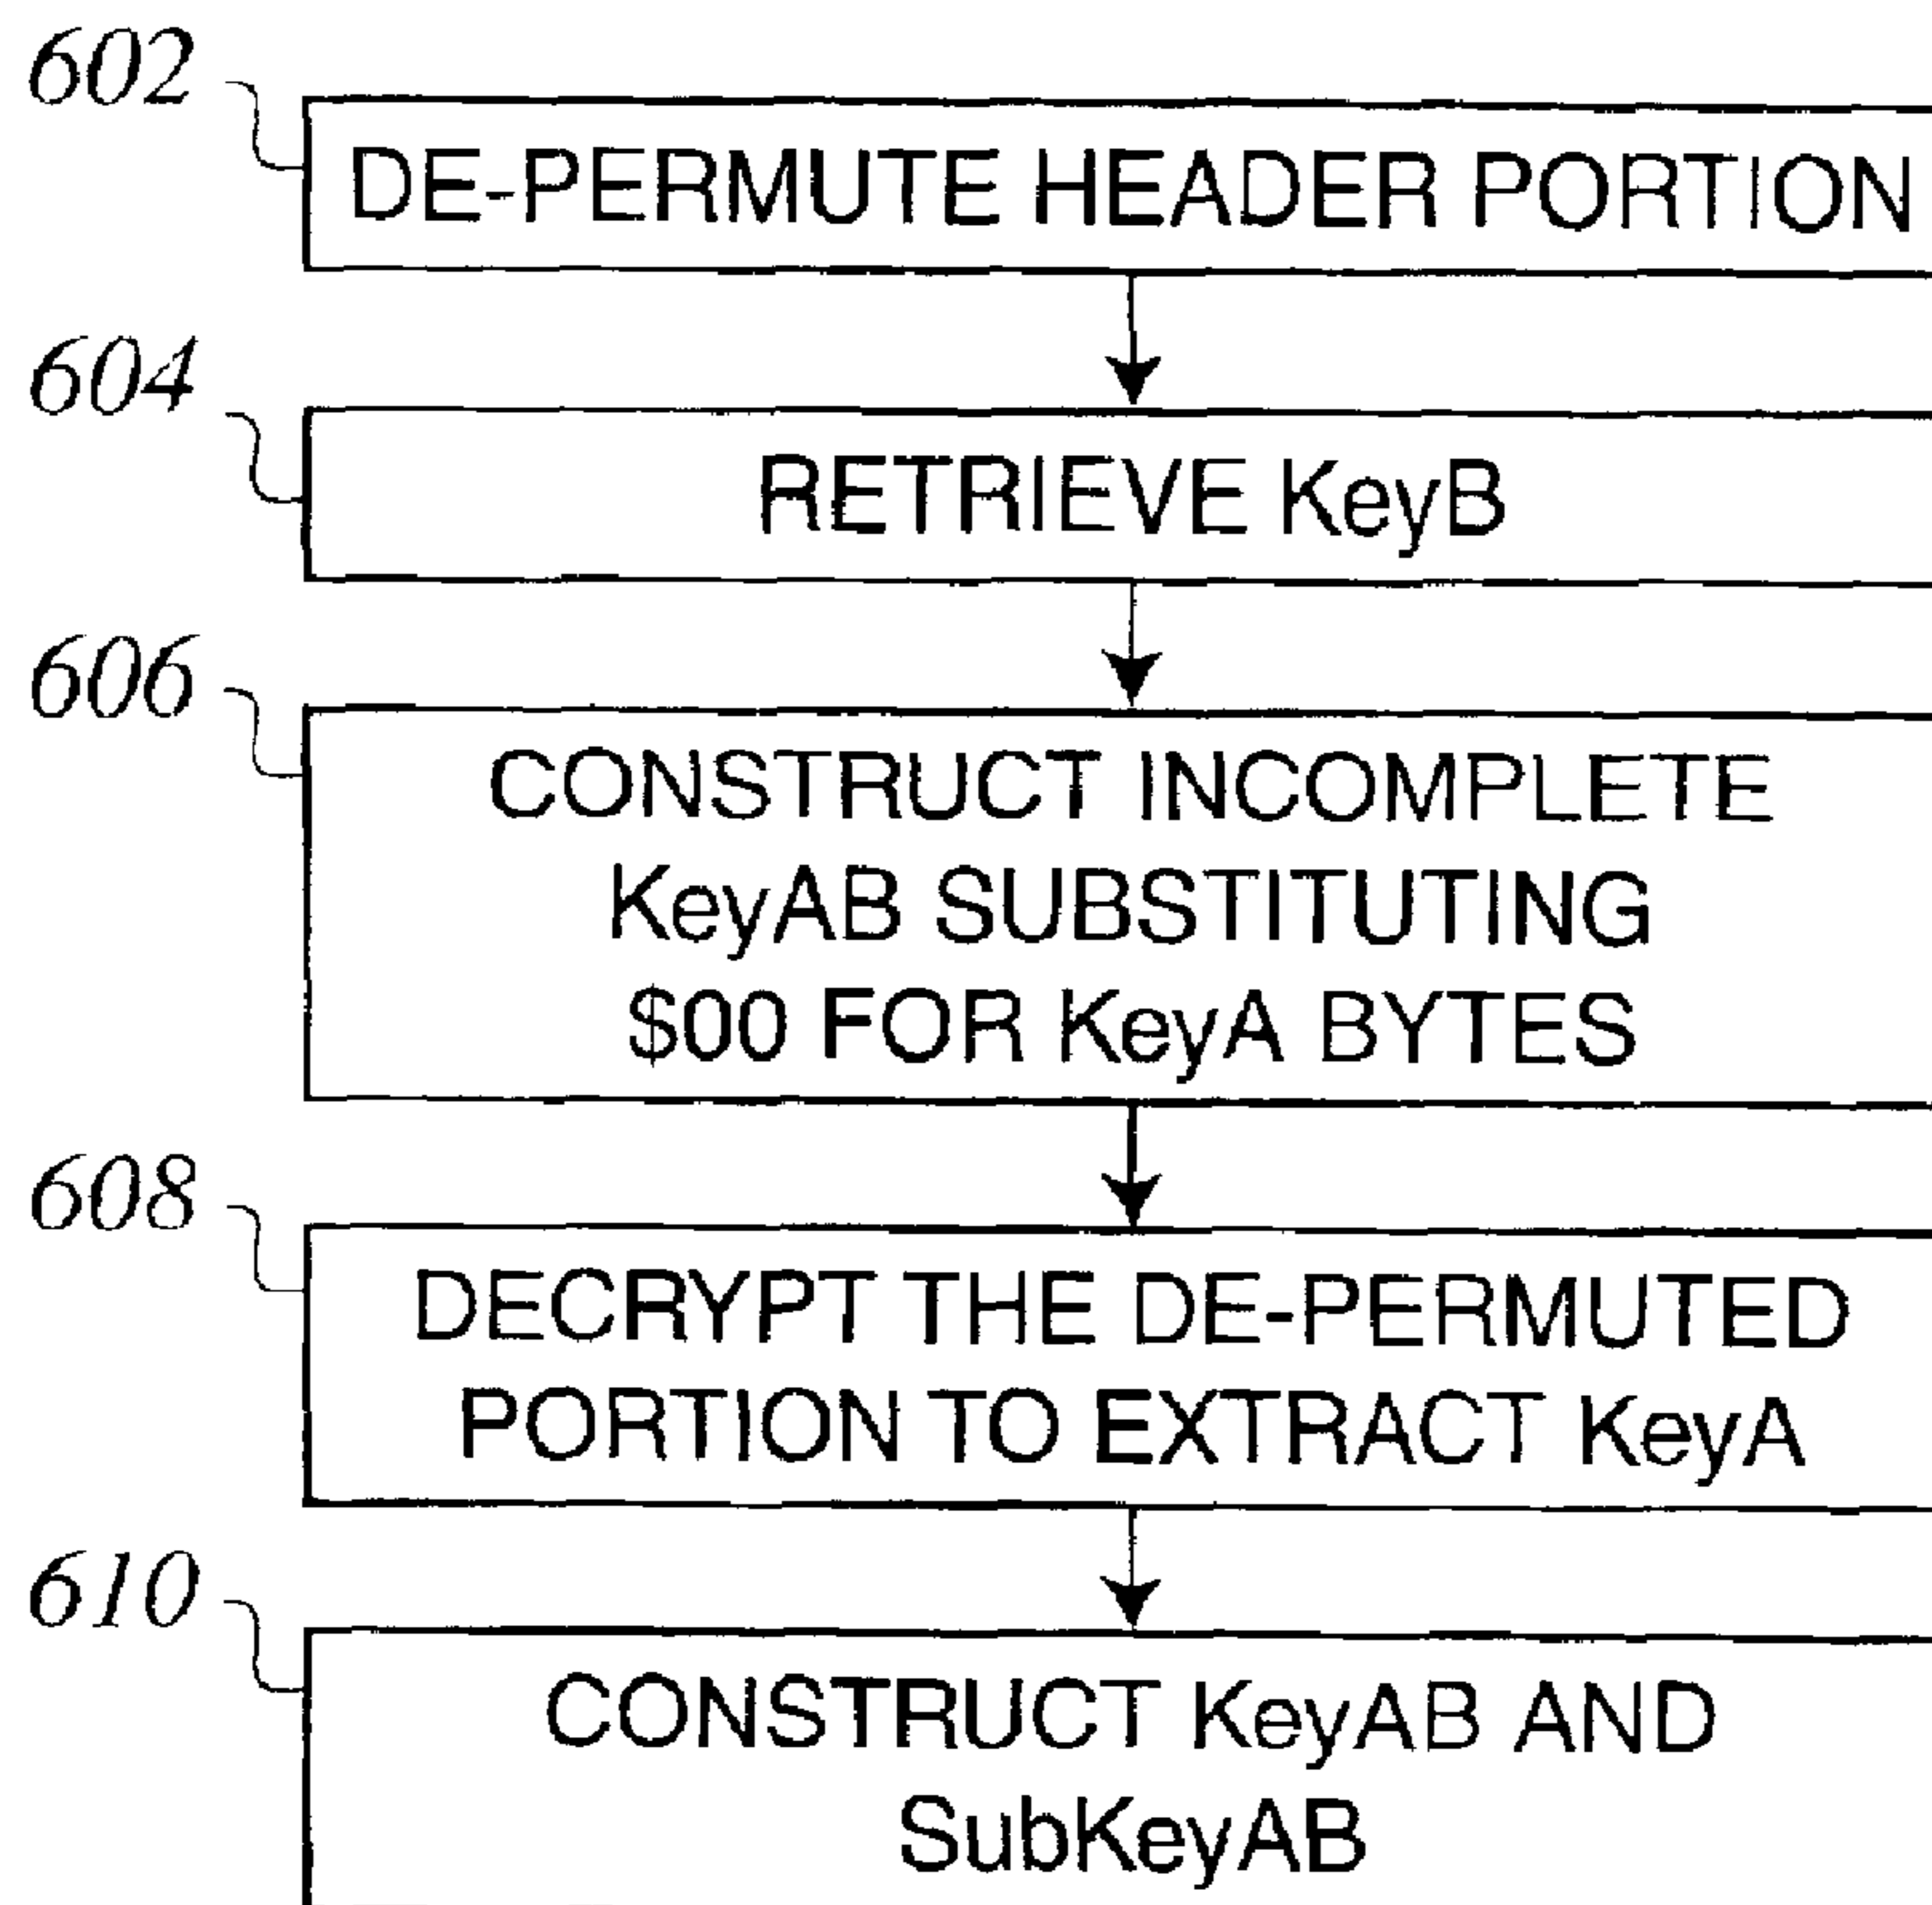 602
DE-PERMUTE HEADER PORTION
604
RETRIEVE KeyB
606
CONSTRUCT INCOMPLETE
KeyAB SUBSTITUTING
$00 FOR KeyA BYTES
608
DECRYPT THE DE-PERMUTED
PORTION TO EXTRACT KeyA
610
CONSTRUCT KeyAB AND
SubKeyAB